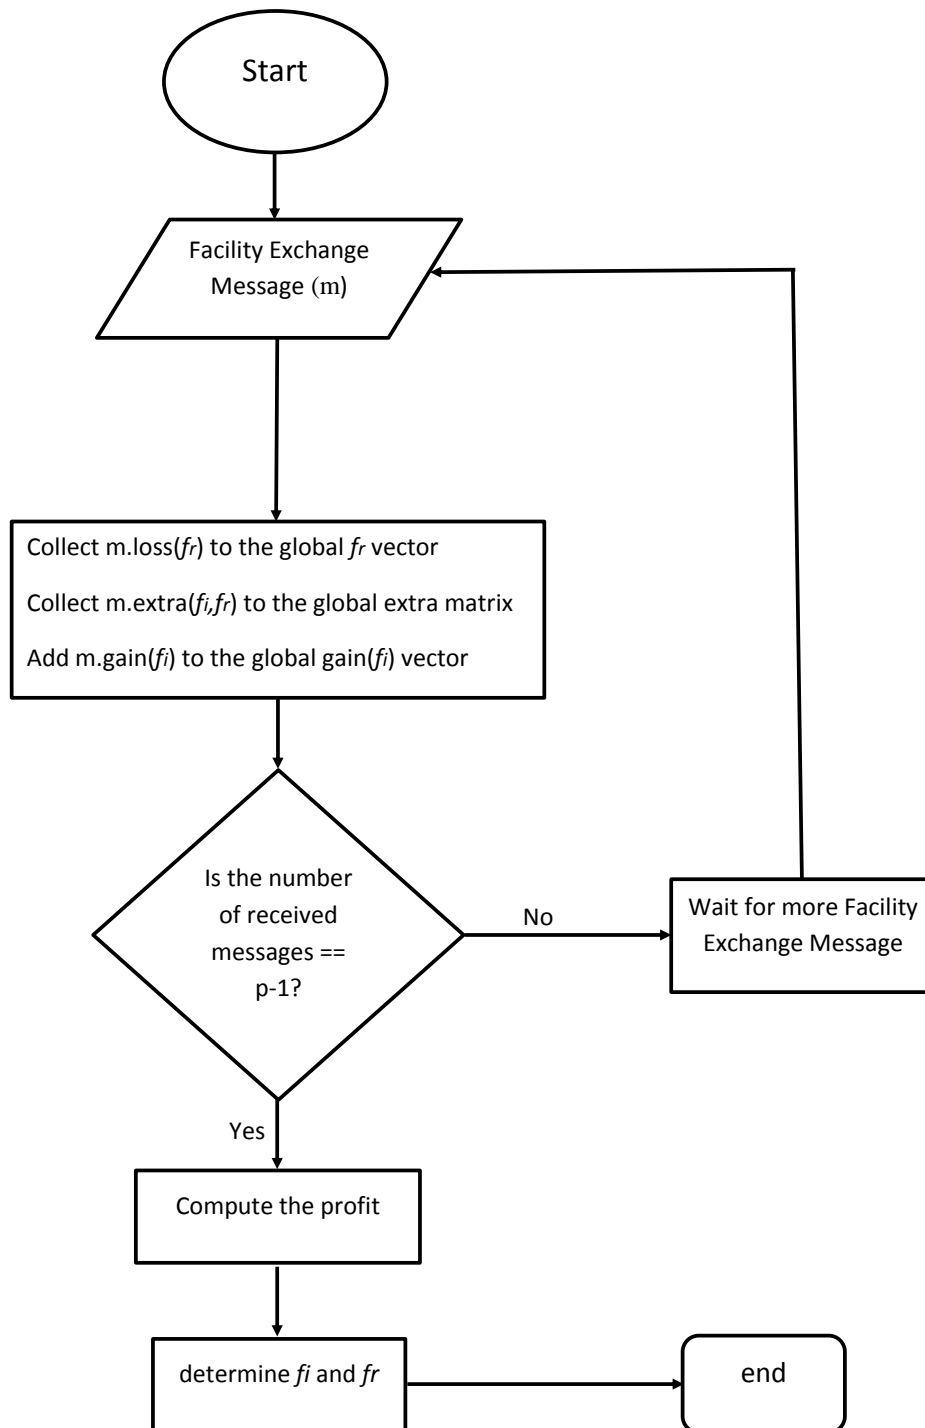 Start
Facility Exchange
Message (m)
Collect m.loss(fr) to the global fr vector
Collect m.extra(fi,fr) to the global extra matrix
Add m.gain(fi) to the global gain(fi) vector
Is the number
of received
messages ==
p-1?
No
Wait for more Facility
Exchange Message
Yes
Compute the profit
determine fi and fr
end